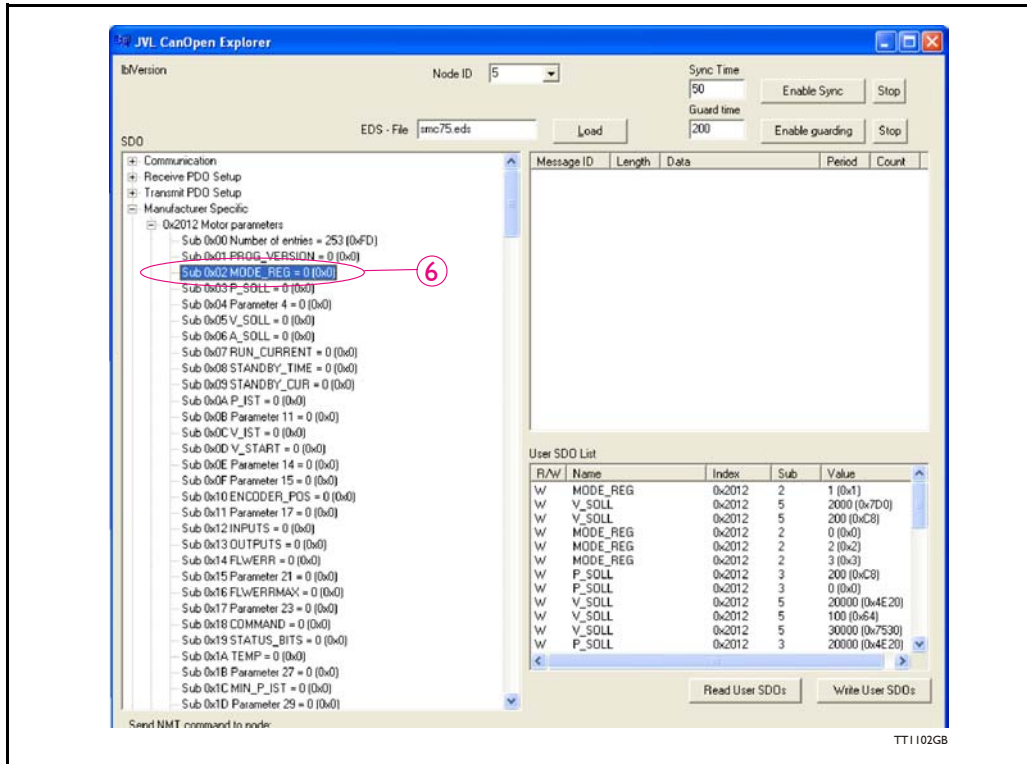 JVL CanOpen Explorer
lblVersion
Node ID 5
Sync Time
50
Enable Sync Stop
Guard time
EDS - File smc75.eds Load 200 Enable guarding Stop
SDO
Communication
Receive PDO Setup
Transmit PDO Setup
Manufacturer Specific
0x2012 Motor parameters
Sub 0x00 Number of entries = 253 (0xFD)
Sub 0x01 PROG_VERSION = 0 (0x0)
Sub 0x02 MODE_REG = 0 (0x0)
6
Sub 0x03 P_SOLL = 0 (0x0)
Sub 0x04 Parameter 4 = 0 (0x0)
Sub 0x05 V_SOLL = 0 (0x0)
Sub 0x06 A_SOLL = 0 (0x0)
Sub 0x07 RUN_CURRENT = 0 (0x0)
Sub 0x08 STANDBY_TIME = 0 (0x0)
Sub 0x09 STANDBY_CUR = 0 (0x0)
Sub 0x0A P_IST = 0 (0x0)
Sub 0x0B Parameter 11 = 0 (0x0)
Sub 0x0C V_IST = 0 (0x0)
Sub 0x0D V_START = 0 (0x0)
Sub 0x0E Parameter 14 = 0 (0x0)
Sub 0x0F Parameter 15 = 0 (0x0)
Sub 0x10 ENCODER_POS = 0 (0x0)
Sub 0x11 Parameter 17 = 0 (0x0)
Sub 0x12 INPUTS = 0 (0x0)
Sub 0x13 OUTPUTS = 0 (0x0)
Sub 0x14 FLWERR = 0 (0x0)
Sub 0x15 Parameter 21 = 0 (0x0)
Sub 0x16 FLWERRMAX = 0 (0x0)
Sub 0x17 Parameter 23 = 0 (0x0)
Sub 0x18 COMMAND = 0 (0x0)
Sub 0x19 STATUS_BITS = 0 (0x0)
Sub 0x1A TEMP = 0 (0x0)
Sub 0x1B Parameter 27 = 0 (0x0)
Sub 0x1C MIN_P_IST = 0 (0x0)
Sub 0x1D Parameter 29 = 0 (0x0)
Send NMT command to node:
Message ID Length Data Period Count
User SDO List
R/W Name Index Sub Value
W MODE_REG 0x2012 2 1 (0x1)
W V_SOLL 0x2012 5 2000 (0x7D0)
W V_SOLL 0x2012 5 200 (0xC8)
W MODE_REG 0x2012 2 0 (0x0)
W MODE_REG 0x2012 2 2 (0x2)
W MODE_REG 0x2012 2 3 (0x3)
W P_SOLL 0x2012 3 200 (0xC8)
W P_SOLL 0x2012 3 0 (0x0)
W V_SOLL 0x2012 5 20000 (0x4E20)
W V_SOLL 0x2012 5 100 (0x64)
W V_SOLL 0x2012 5 30000 (0x7530)
W P_SOLL 0x2012 3 20000 (0x4E20)
Read User SDOs Write User SDOs
TT1102GB